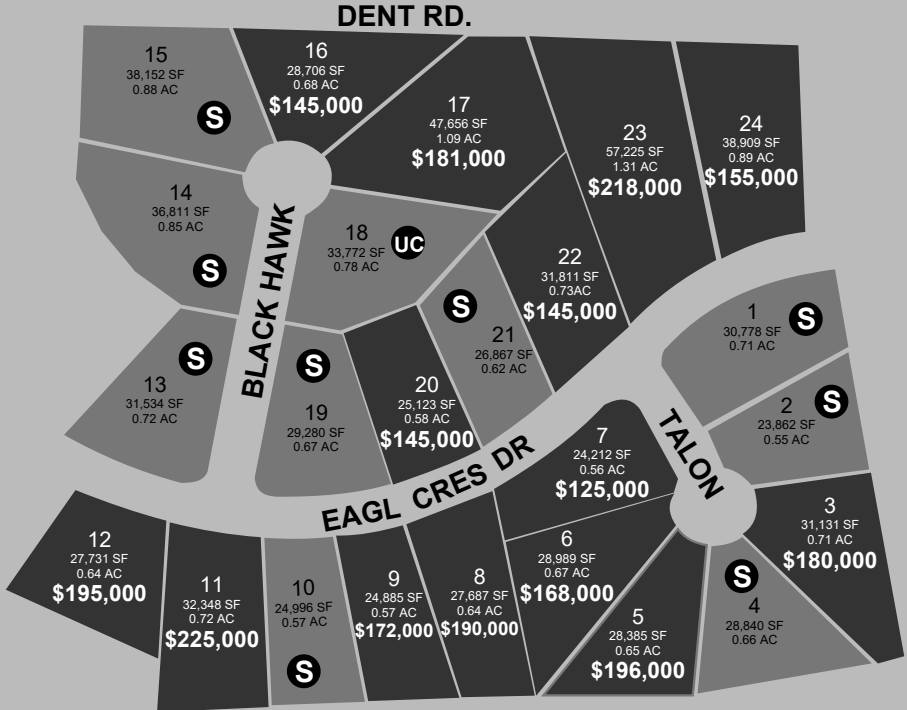 DENT RD.
15
38,152 SF
0.88 AC
S
16
28,706 SF
0.68 AC
$145,000
17
47,656 SF
1.09 AC
$181,000
23
57,225 SF
1.31 AC
$218,000
24
38,909 SF
0.89 AC
$155,000
14
36,811 SF
0.85 AC
S
BLACK HAWK
18
33,772 SF
0.78 AC
UC
22
31,811 SF
0.73AC
$145,000
S
21
26,867 SF
0.62 AC
1
30,778 SF
0.71 AC
S
S
13
31,534 SF
0.72 AC
S
19
29,280 SF
0.67 AC
20
25,123 SF
0.58 AC
$145,000
2
23,862 SF
0.55 AC
S
TALON
EAGL CRES DR
7
24,212 SF
0.56 AC
$125,000
3
31,131 SF
0.71 AC
$180,000
12
27,731 SF
0.64 AC
$195,000
11
32,348 SF
0.72 AC
$225,000
10
24,996 SF
0.57 AC
S
9
24,885 SF
0.57 AC
$172,000
8
27,687 SF
0.64 AC
$190,000
6
28,989 SF
0.67 AC
$168,000
5
28,385 SF
0.65 AC
$196,000
S
4
28,840 SF
0.66 AC